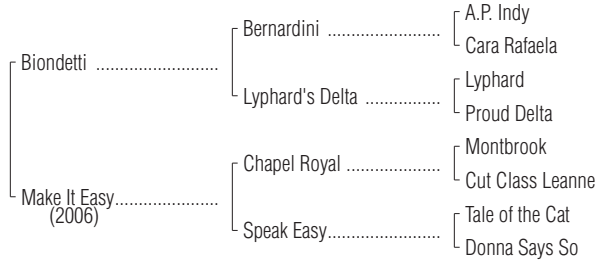 A.P. Indy
Bernardini ........................
Cara Rafaela
Biondetti ..........................
Lyphard
Lyphard's Delta ................
Proud Delta
Montbrook
Chapel Royal ....................
Cut Class Leanne
Make It Easy......................
(2006)
Tale of the Cat
Speak Easy........................
Donna Says So